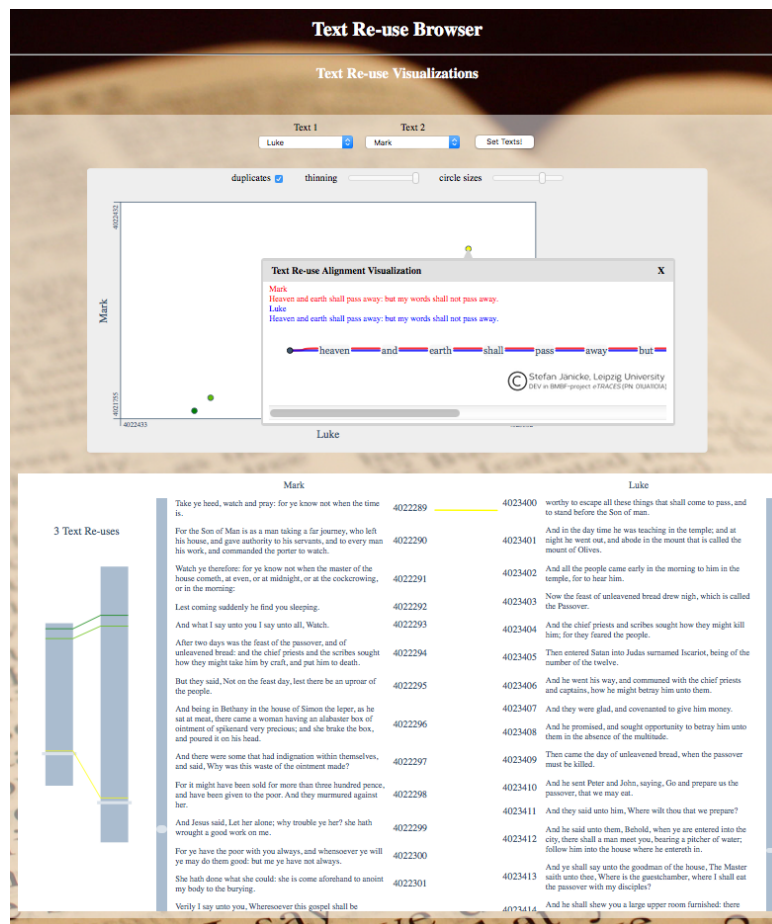 Text Re-use Browser
Text Re-use Visualizations
Text 1
Text 2
Luke
Mark
Set Texts!
duplicates
thinning
circle sizes
4022432
Mark
4021755
4022433
Luke
Text Re-use Alignment Visualization
X
Mark
Heaven and earth shall pass away: but my words shall not pass away.
Luke
Heaven and earth shall pass away: but my words shall not pass away.
heaven and earth shall pass away but
© Stefan Jänicke, Leipzig University
DEV in BMBF-project eTRACES [PN. 01UA1101A]
3 Text Re-uses
Mark
Take ye heed, watch and pray: for ye know not when the time
is.
4022289
For the Son of Man is as a man taking a far journey, who left
his house, and gave authority to his servants, and to every man
his work, and commanded the porter to watch.
4022290
Watch ye therefore: for ye know not when the master of the
house cometh, at even, or at midnight, or at the cockcrowing,
or in the morning:
4022291
Lest coming suddenly he find you sleeping.
4022292
And what I say unto you I say unto all, Watch.
4022293
After two days was the feast of the passover, and of
unleavened bread: and the chief priests and the scribes sought
how they might take him by craft, and put him to death.
4022294
But they said, Not on the feast day, lest there be an uproar of
the people.
4022295
And being in Bethany in the house of Simon the leper, as he
sat at meat, there came a woman having an alabaster box of
ointment of spikenard very precious; and she brake the box,
and poured it on his head.
4022296
And there were some that had indignation within themselves,
and said, Why was this waste of the ointment made?
4022297
For it might have been sold for more than three hundred pence,
and have been given to the poor. And they murmured against
her.
4022298
And Jesus said, Let her alone; why trouble ye her? she hath
wrought a good work on me.
4022299
For ye have the poor with you always, and whensoever ye will
ye may do them good: but me ye have not always.
4022300
She hath done what she could: she is come aforehand to anoint
my body to the burying.
4022301
Verily I say unto you, Wheresoever this gospel shall be
Luke
4023400
worthy to escape all these things that shall come to pass, and
to stand before the Son of man.
4023401
And in the day time he was teaching in the temple; and at
night he went out, and abode in the mount that is called the
mount of Olives.
4023402
And all the people came early in the morning to him in the
temple, for to hear him.
4023403
Now the feast of unleavened bread drew nigh, which is called
the Passover.
4023404
And the chief priests and scribes sought how they might kill
him; for they feared the people.
4023405
Then entered Satan into Judas surnamed Iscariot, being of the
number of the twelve.
4023406
And he went his way, and communed with the chief priests
and captains, how he might betray him unto them.
4023407
And they were glad, and covenanted to give him money.
4023408
And he promised, and sought opportunity to betray him unto
them in the absence of the multitude.
4023409
Then came the day of unleavened bread, when the passover
must be killed.
4023410
And he sent Peter and John, saying, Go and prepare us the
passover, that we may eat.
4023411
And they said unto him, Where wilt thou that we prepare?
4023412
And he said unto them, Behold, when ye are entered into the
city, there shall a man meet you, bearing a pitcher of water;
follow him into the house where he entereth in.
4023413
And ye shall say unto the goodman of the house, The Master
saith unto thee, Where is the guestchamber, where I shall eat
the passover with my disciples?
4023414
And he shall shew you a large upper room furnished: there